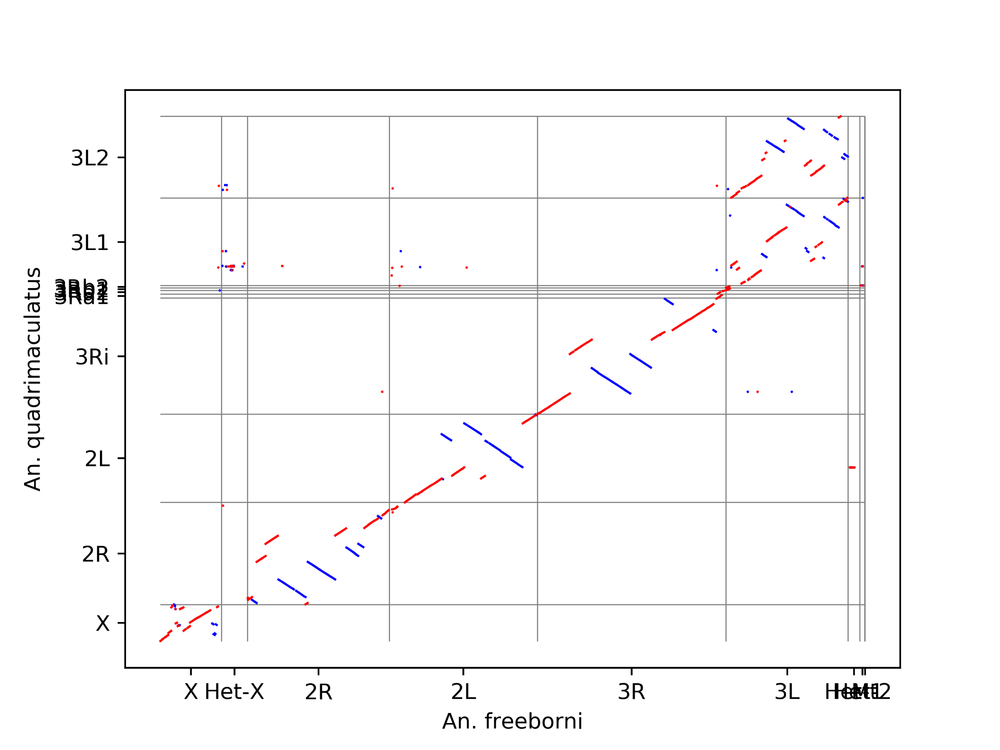 3L2
3L1
3Ri
2L
2R
X
An. quadrimaculatus
X Het-X 2R 2L 3R 3L
An. freeborni